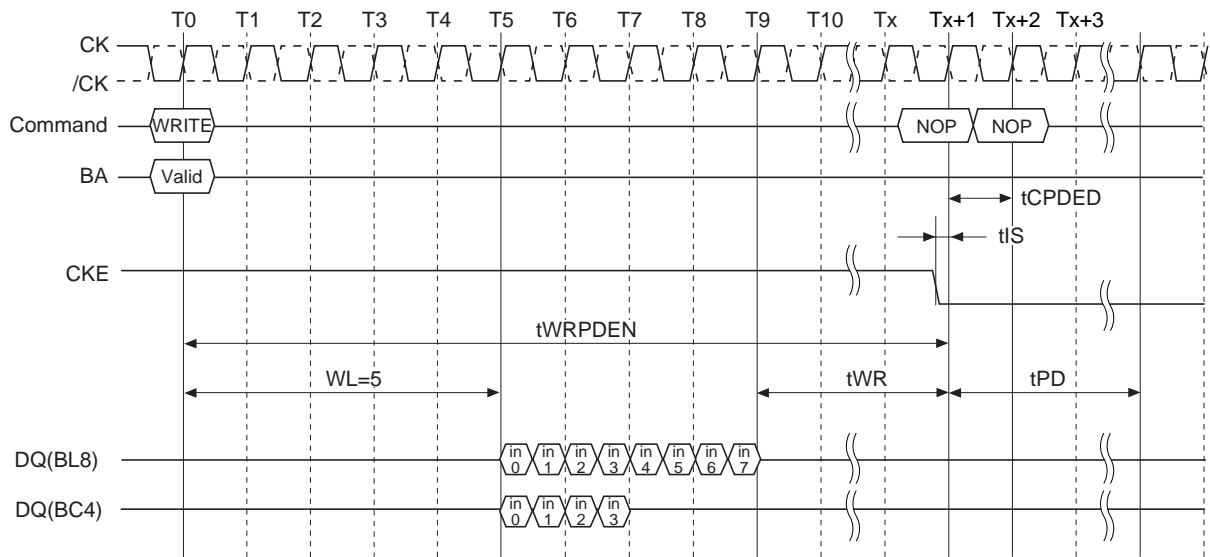 T0 T1 T2 T3 T4 T5 T6 T7 T8 T9 T10 Tx Tx+1 Tx+2 Tx+3
CK
/CK
Command WRITE NOP NOP
BA Valid
tCPDED
tIS
CKE
tWRPDEN
WL=5 tWR tPD
DQ(BL8) in 0 in 1 in 2 in 3 in 4 in 5 in 6 in 7
DQ(BC4) in 0 in 1 in 2 in 3